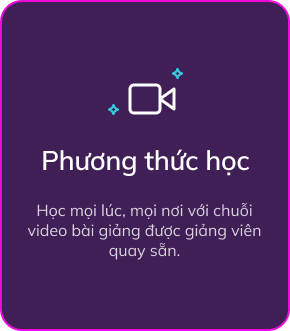 Phương thức học
Học mọi lúc, mọi nơi với chuỗi
video bài giảng được giảng viên
quay sẵn.